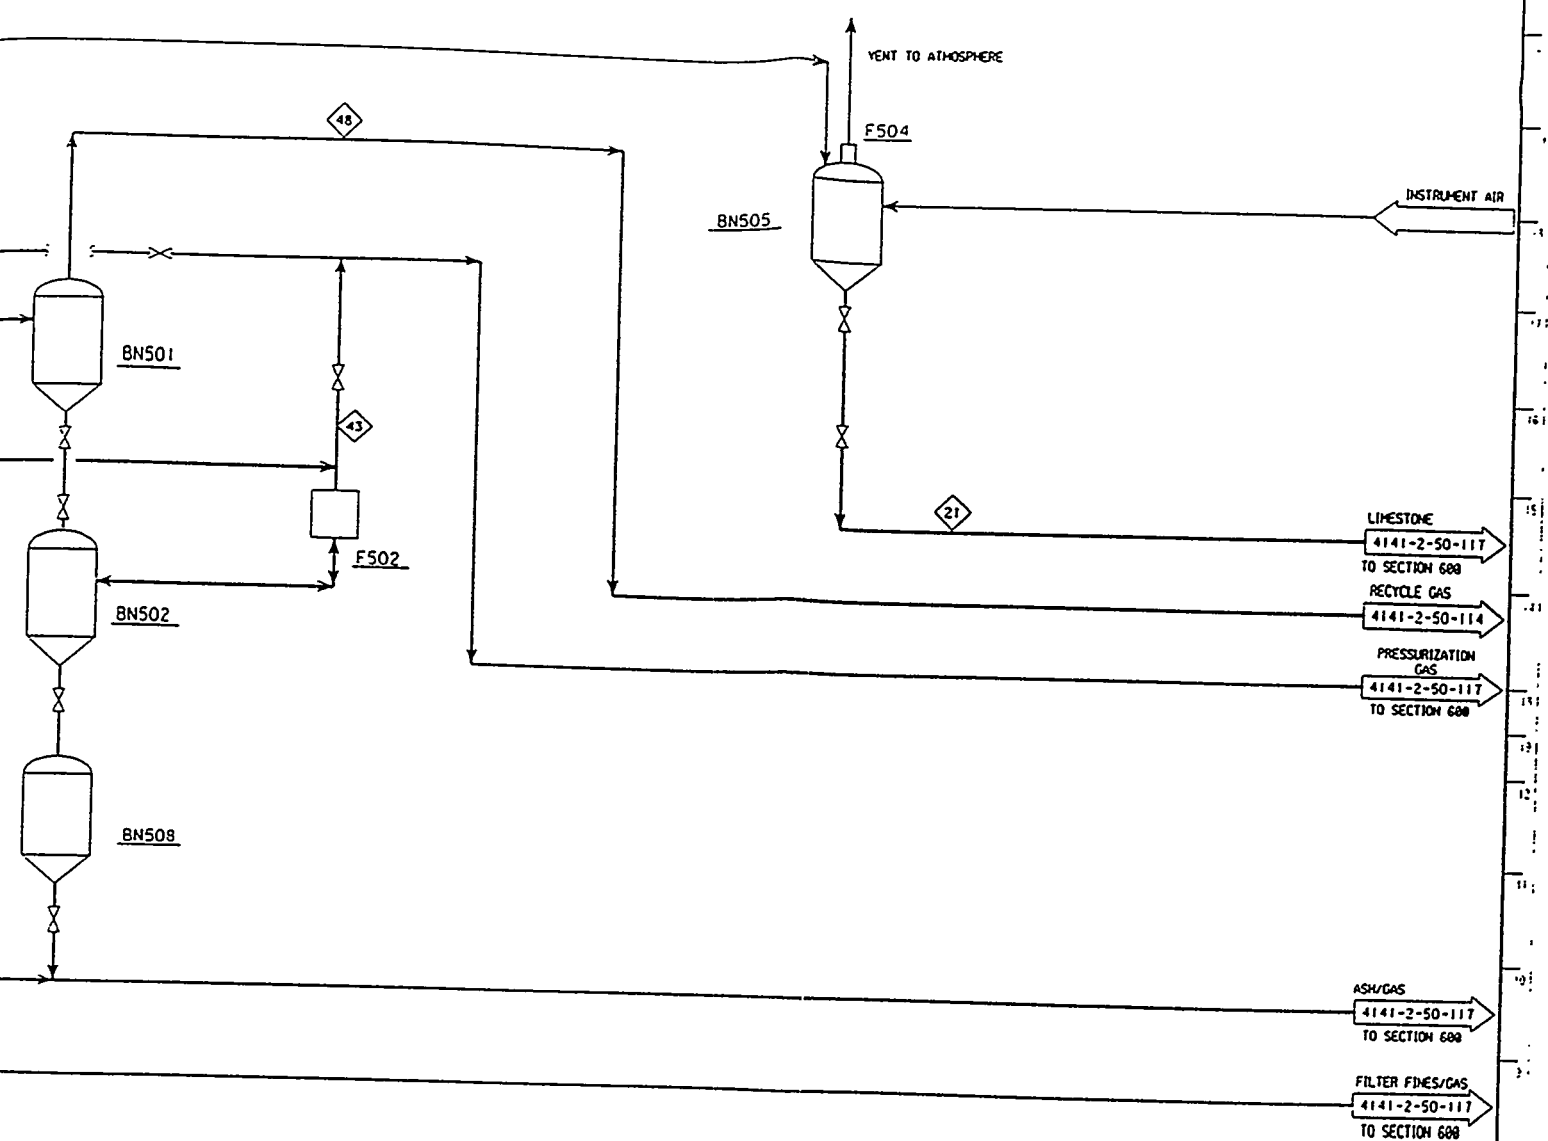 VENT TO ATMOSPHERE
48
F504
INSTRUMENT AIR
BN505
BN501
43
21
LIMESTONE
4141-2-50-117
TO SECTION 600
F502
RECYCLE GAS
4141-2-50-114
BN502
PRESSURIZATION
GAS
4141-2-50-117
TO SECTION 600
BN508
ASH/GAS
4141-2-50-117
TO SECTION 600
FILTER FINES/GAS
4141-2-50-117
TO SECTION 600